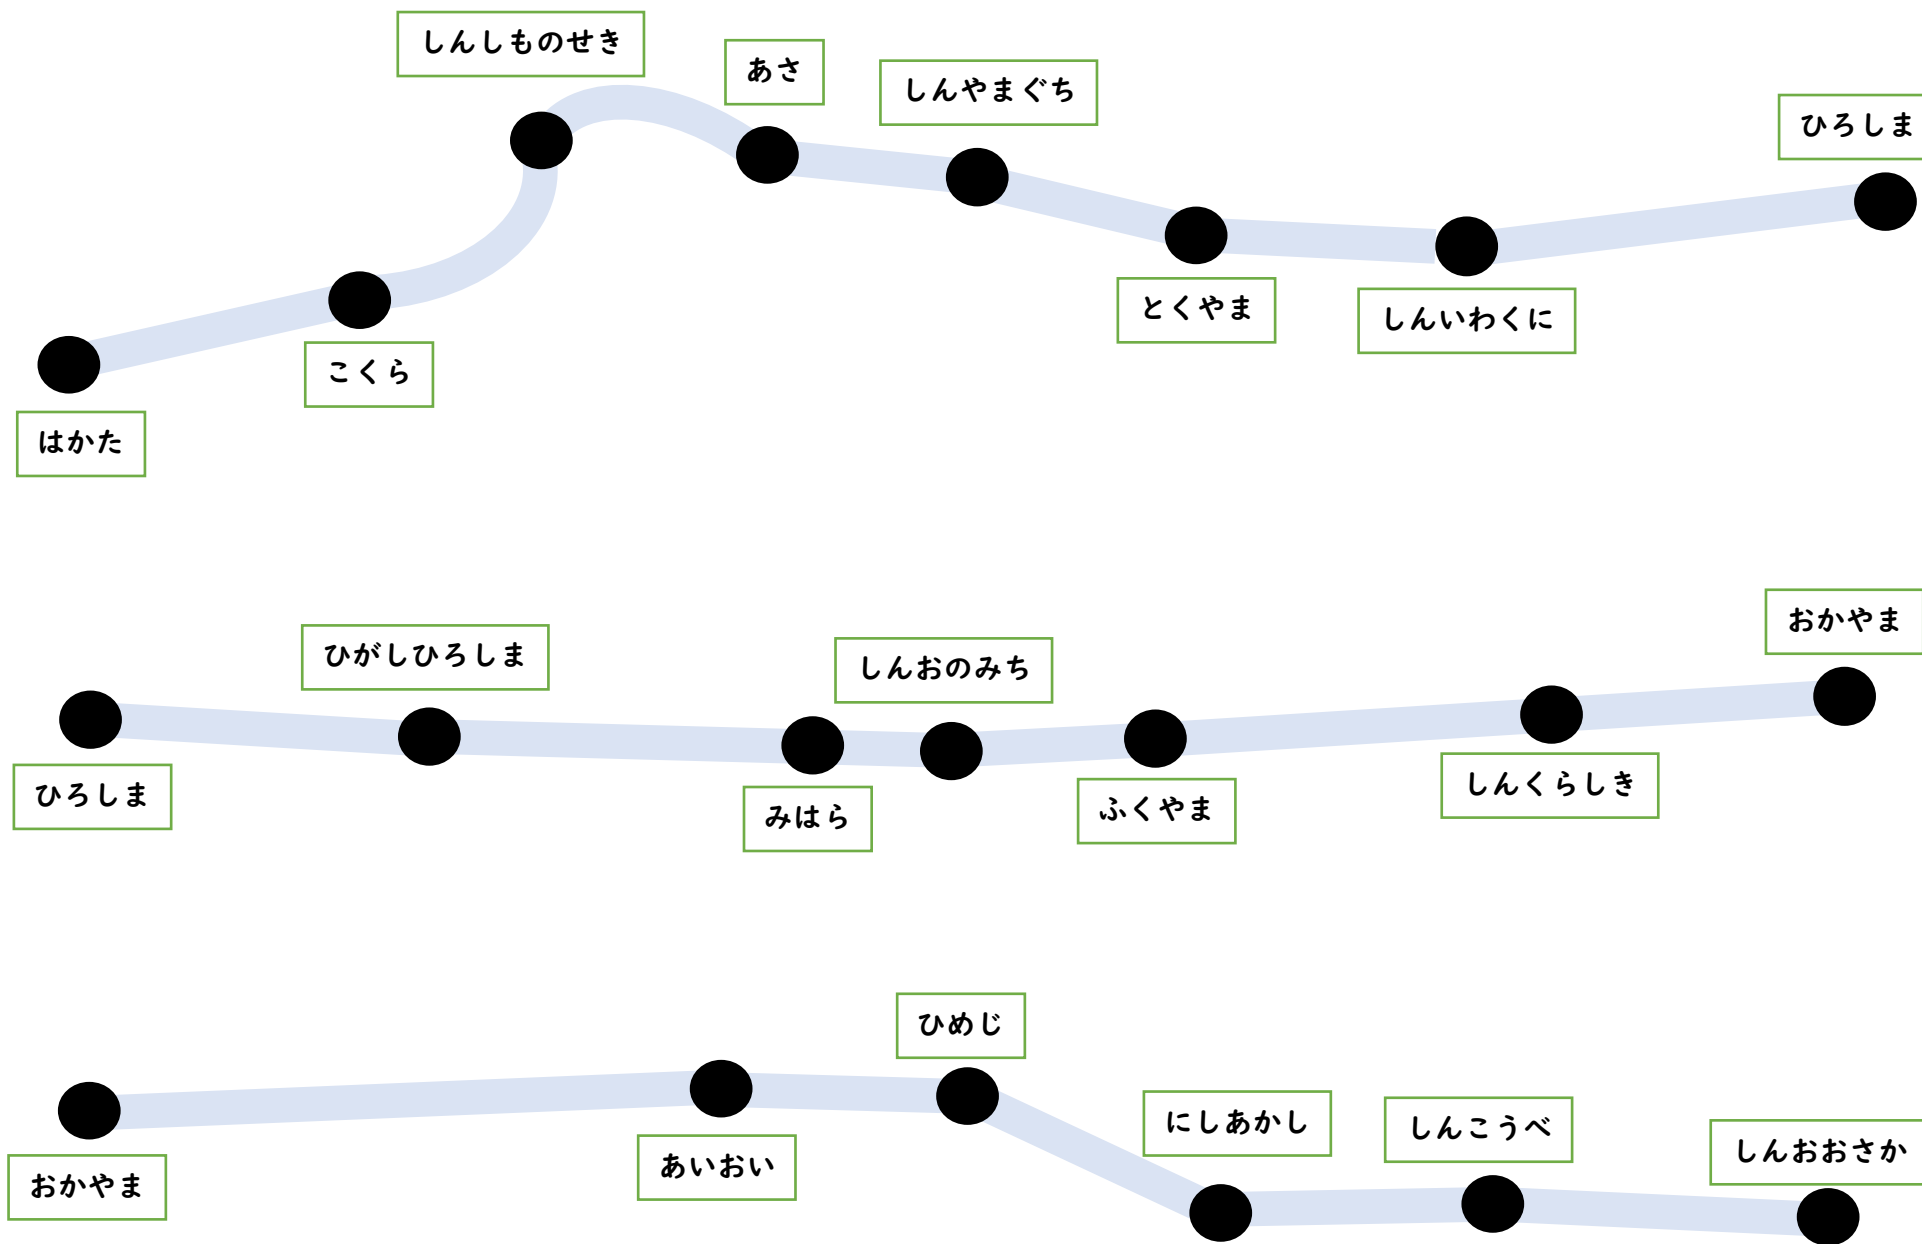 しんしものせき
あさ
しんやまぐち
ひろしま
とくやま
しんいわくに
こくら
はかた
ひがしひろしま
しんおのみち
おかやま
ひろしま
みはら
ふくやま
しんくらしき
ひめじ
にしあかし
しんこうべ
しんおおさか
おかやま
あいおい